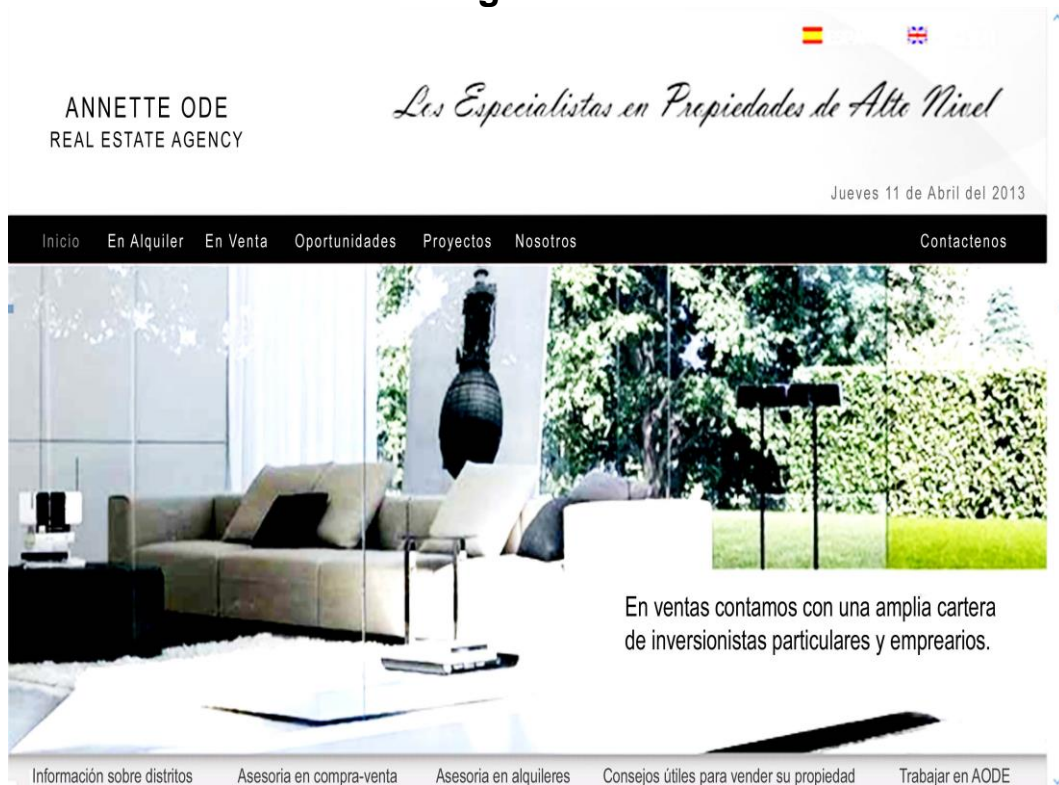 ANNETTE ODE
REAL ESTATE AGENCY
Los Especialistas en Propiedades de Alto Nivel
Jueves 11 de Abril del 2013
Inicio En Alquiler En Venta Oportunidades Proyectos Nosotros Contactenos
En ventas contamos con una amplia cartera
de inversionistas particulares y emprearios.
Información sobre distritos Asesoria en compra-venta Asesoria en alquileres Consejos útiles para vender su propiedad Trabajar en AODE